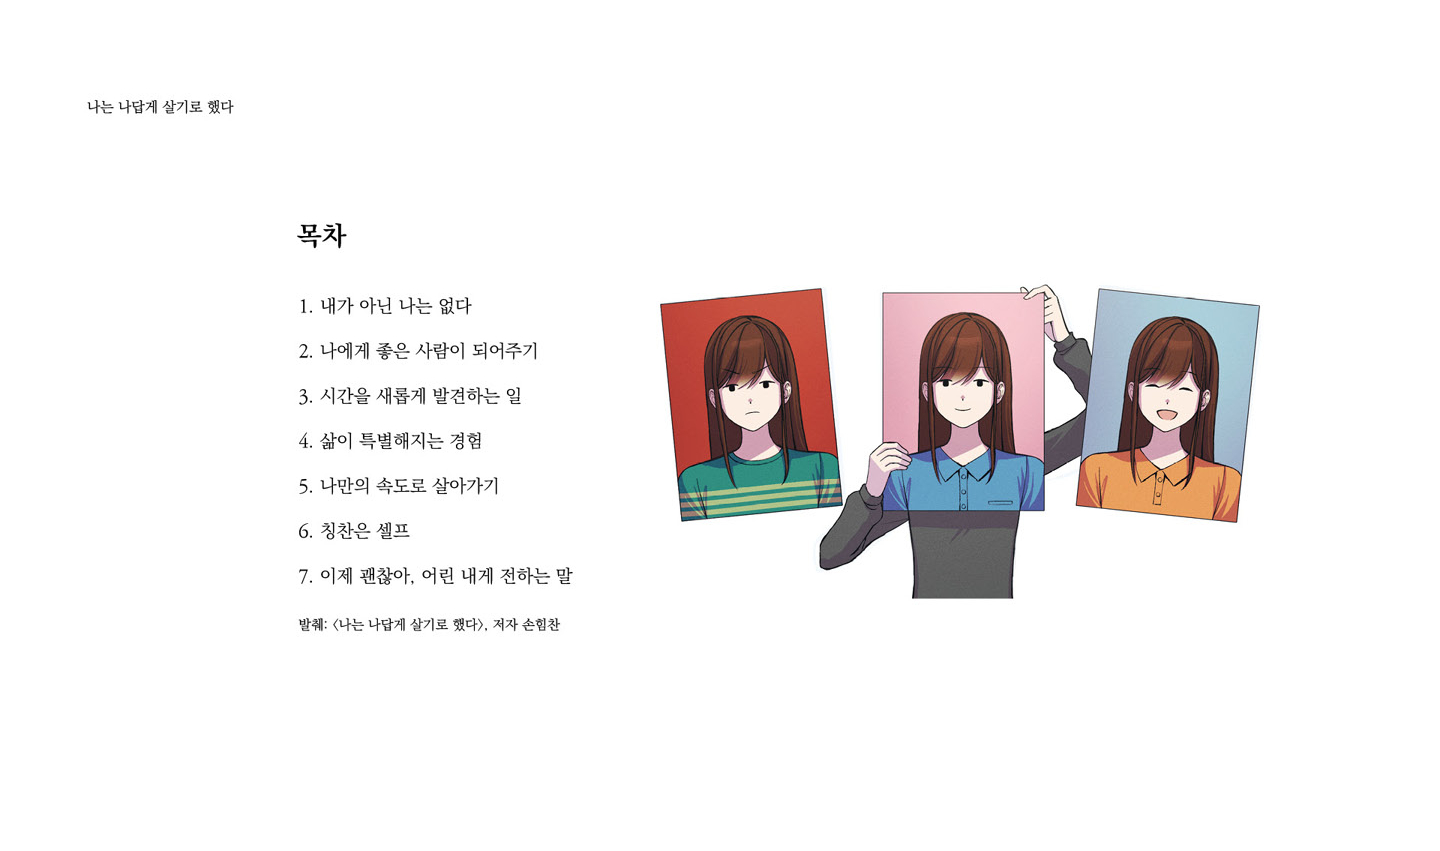 나는 나답게 살기로 했다
목차
1. 내가 아닌 나는 없다
2. 나에게 좋은 사람이 되어주기
3. 시간을 새롭게 발견하는 일
4. 삶이 특별해지는 경험
5. 나만의 속도로 살아가기
6. 칭찬은 셀프
7. 이제 괜찮아, 어린 내게 전하는 말
발췌: <나는 나답게 살기로 했다>, 저자 손힘찬